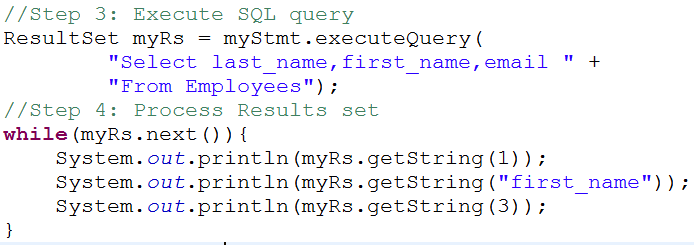 //Step 3: Execute SQL query
ResultSet myRs = myStmt.executeQuery(
        "Select last_name,first_name,email " +
        "From Employees");
//Step 4: Process Results set
while(myRs.next()){
    System.out.println(myRs.getString(1));
    System.out.println(myRs.getString("first_name"));
    System.out.println(myRs.getString(3));
}